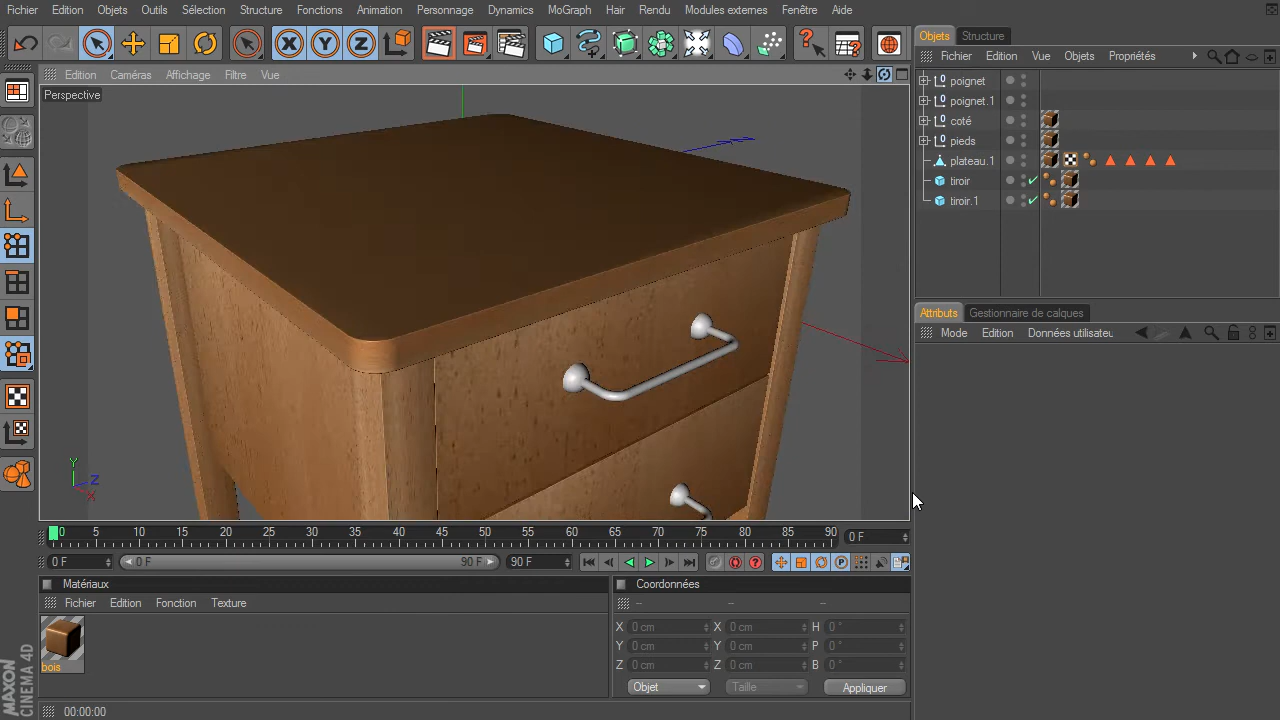 Fichier Edition Objets Outils Sélection Structure Fonctions Animation Personnage Dynamics MoGraph Hair Rendu Modules externes Fenêtre Aide
X Y Z
Objets Structure
Fichier Edition Vue Objets Propriétés
Edition Caméras Affichage Filtre Vue
Perspective
poignet
poignet.1
coté
pieds
plateau.1
tiroir
tiroir.1
Attributs Gestionnaire de calques
Mode Edition Données utilisateu
Y Z X
0 5 10 15 20 25 30 35 40 45 50 55 60 65 70 75 80 85 90 0 F
0 F 0 F 90 F 90 F
Matériaux
Fichier Edition Fonction Texture
bois
Coordonnées
-- -- --
X 0 cm X 0 cm H 0 °
Y 0 cm Y 0 cm P 0 °
Z 0 cm Z 0 cm B 0 °
Objet Taille Appliquer
MAXON
CINEMA 4D
00:00:00